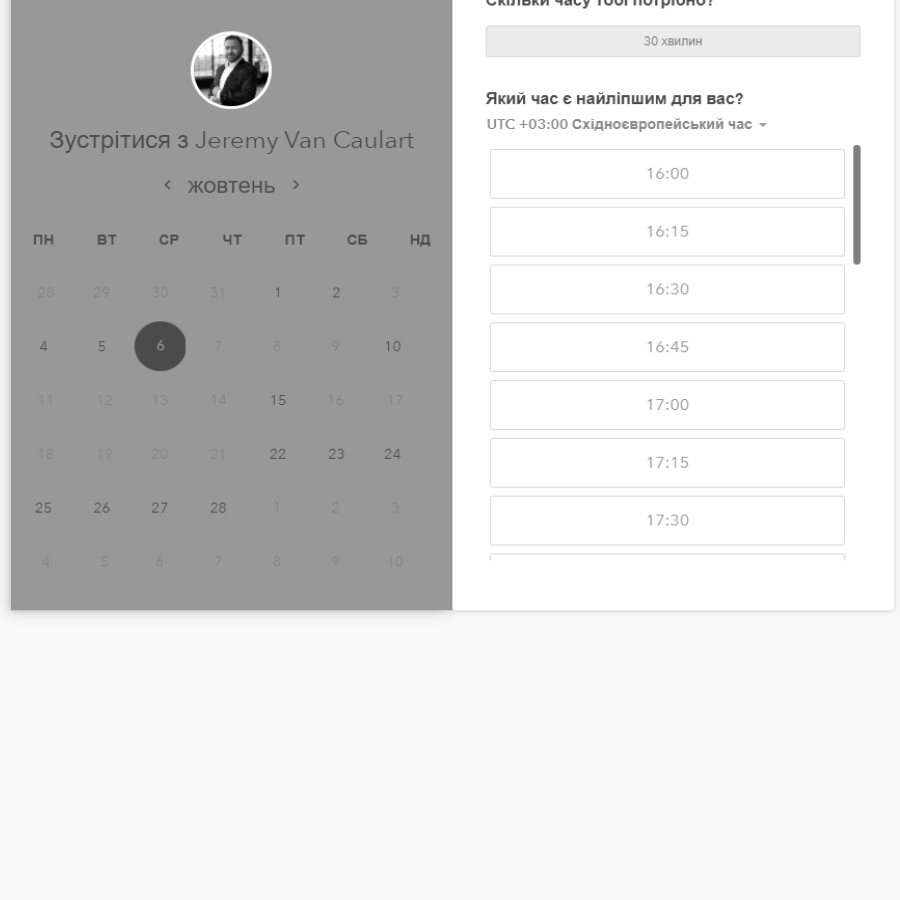 Зустрітися з Jeremy Van Caulart
жовтень
ПН ВТ СР ЧТ ПТ СБ НД
28 29 30 31 1 2 3
4 5 6 7 8 9 10
11 12 13 14 15 16 17
18 19 20 21 22 23 24
25 26 27 28 1 2 3
4 5 6 7 8 9 10
Скільки часу тобі потрібно?
30 хвилин
Який час є найліпшим для вас?
UTC +03:00 Східноєвропейський час
16:00
16:15
16:30
16:45
17:00
17:15
17:30